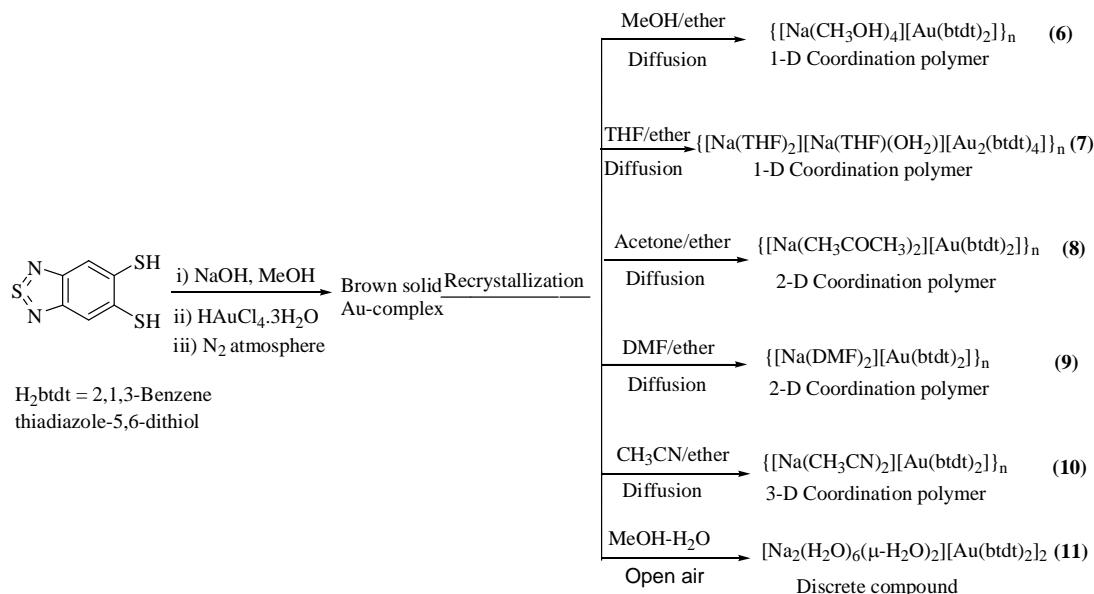 MeOH/ether
Diffusion
{[Na(CH3OH)4][Au(btdt)2]}n (6)
1-D Coordination polymer
THF/ether
Diffusion
{[Na(THF)2][Na(THF)(OH2)][Au2(btdt)4]}n (7)
1-D Coordination polymer
N
S
N
SH
SH
i) NaOH, MeOH
ii) HAuCl4.3H2O
iii) N2 atmosphere
Brown solid
Au-complex
Recrystallization
H2btdt = 2,1,3-Benzene
thiadiazole-5,6-dithiol
Acetone/ether
Diffusion
{[Na(CH3COCH3)2][Au(btdt)2]}n (8)
2-D Coordination polymer
DMF/ether
Diffusion
{[Na(DMF)2][Au(btdt)2]}n (9)
2-D Coordination polymer
CH3CN/ether
Diffusion
{[Na(CH3CN)2][Au(btdt)2]}n (10)
3-D Coordination polymer
MeOH-H2O
Open air
[Na2(H2O)6(μ-H2O)2][Au(btdt)2]2 (11)
Discrete compound